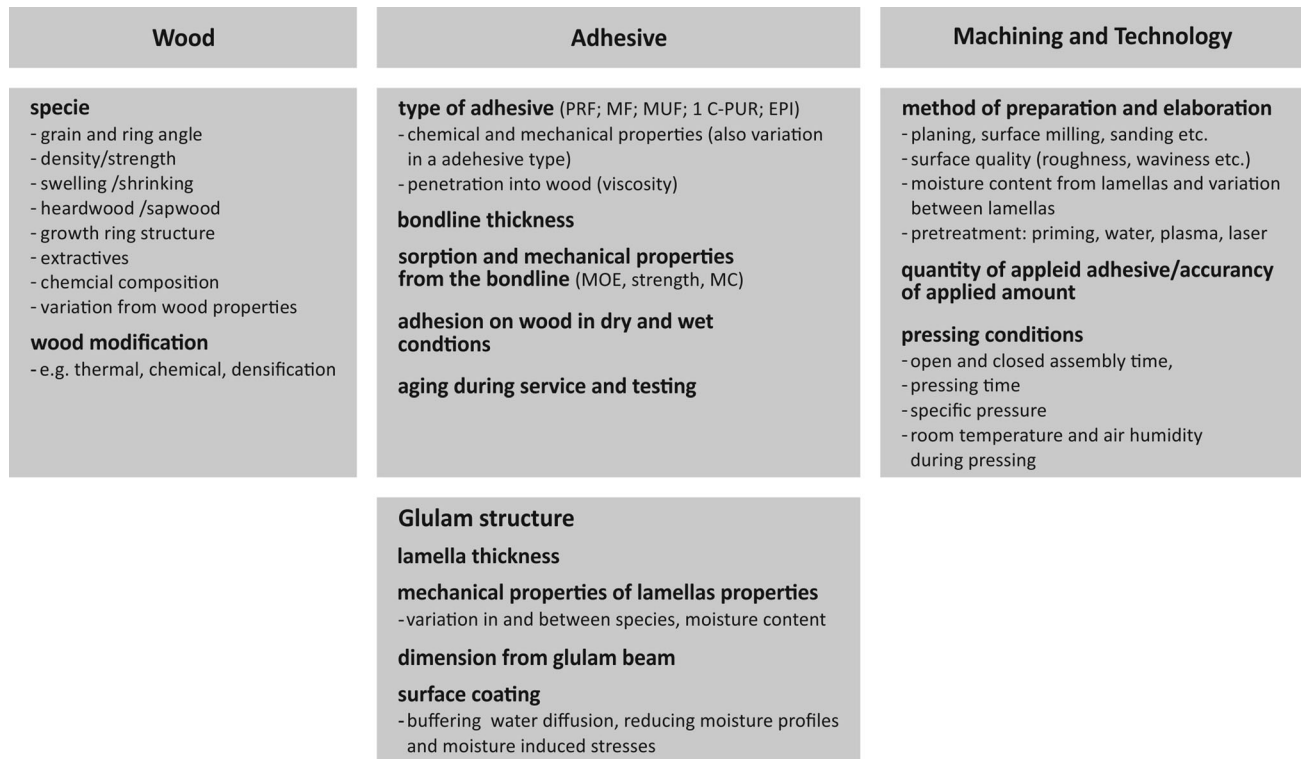 Wood
specie
- grain and ring angle
- density/strength
- swelling /shrinking
- heardwood /sapwood
- growth ring structure
- extractives
- chemcial composition
- variation from wood properties
wood modification
- e.g. thermal, chemical, densification
Adhesive
type of adhesive (PRF; MF; MUF; 1 C-PUR; EPI)
- chemical and mechanical properties (also variation
in a adehesive type)
- penetration into wood (viscosity)
bondline thickness
sorption and mechanical properties
from the bondline (MOE, strength, MC)
adhesion on wood in dry and wet
condtions
aging during service and testing
Machining and Technology
method of preparation and elaboration
- planing, surface milling, sanding etc.
- surface quality (roughness, waviness etc.)
- moisture content from lamellas and variation
between lamellas
- pretreatment: priming, water, plasma, laser
quantity of appleid adhesive/accurancy
of applied amount
pressing conditions
- open and closed assembly time,
- pressing time
- specific pressure
- room temperature and air humidity
during pressing
Glulam structure
lamella thickness
mechanical properties of lamellas properties
- variation in and between species, moisture content
dimension from glulam beam
surface coating
- buffering water diffusion, reducing moisture profiles
and moisture induced stresses